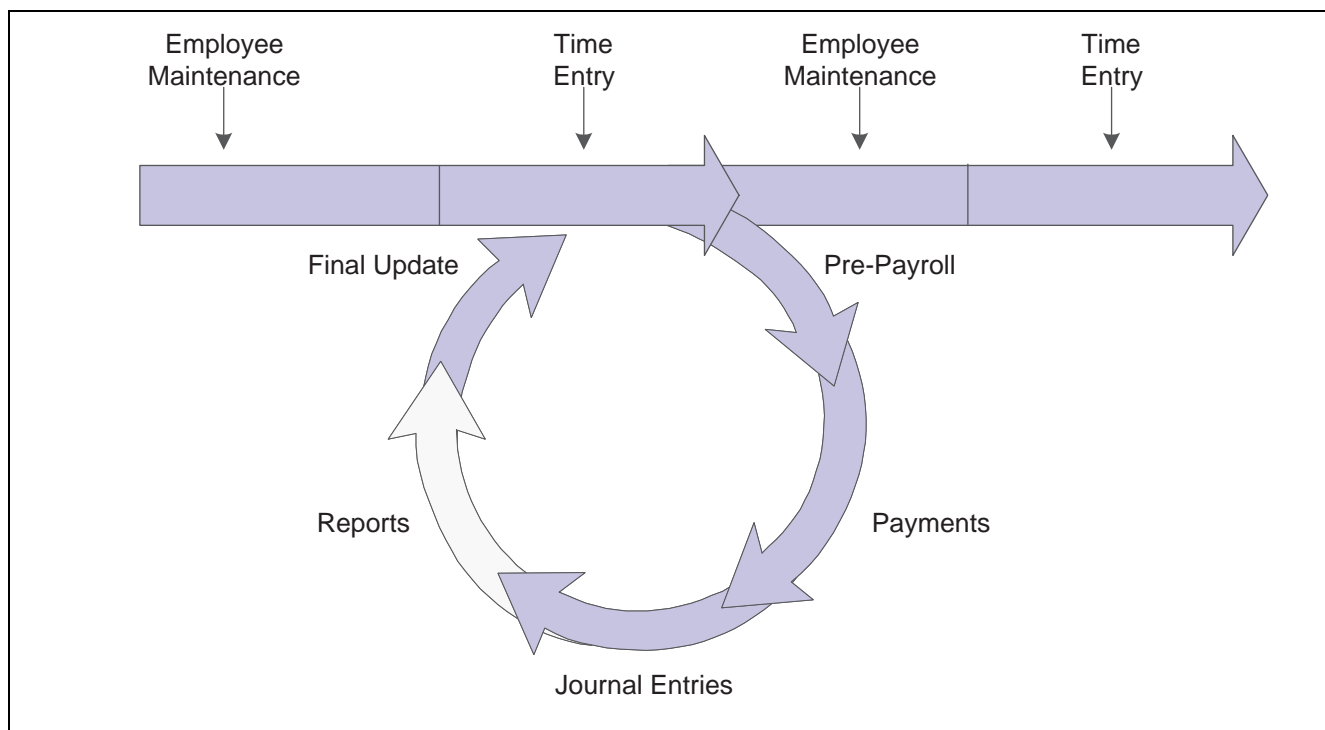 Employee
Maintenance
Time
Entry
Employee
Maintenance
Time
Entry
Final Update
Pre-Payroll
Reports
Payments
Journal Entries